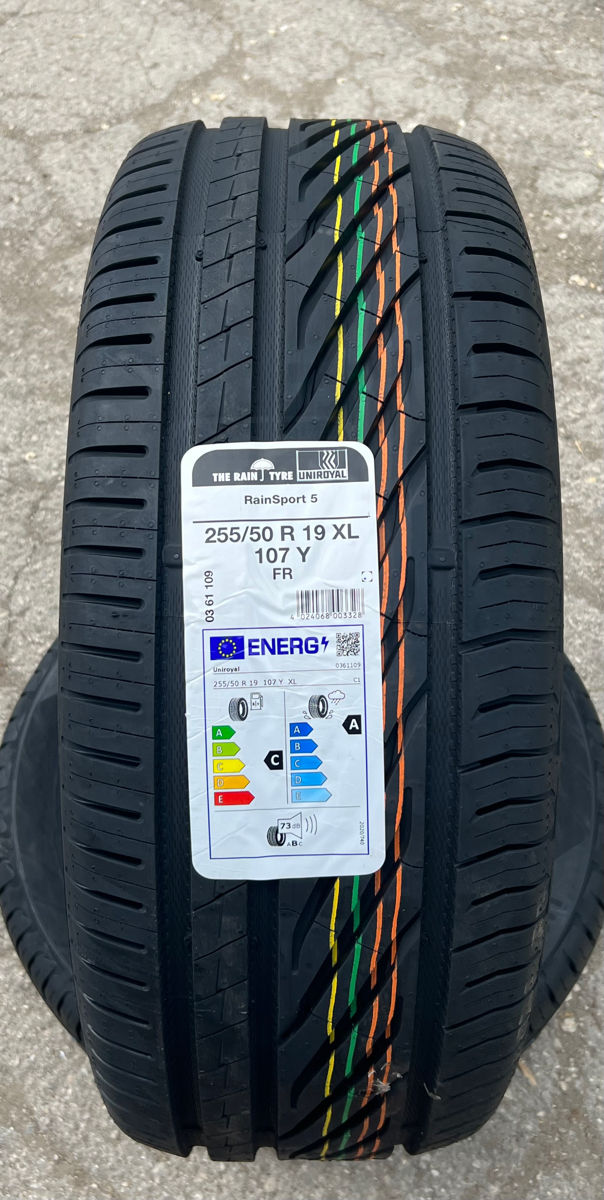 THE RAIN TYRE UNIROYAL
RainSport 5
255/50 R 19 XL
107 Y
FR
03 61 109
4 024068 003328
ENERG
Uniroyal 0361109
255/50 R 19 107 Y XL C1
A A
B B
C C
D D
E E
C
A
73 dB
ABC
2020/740